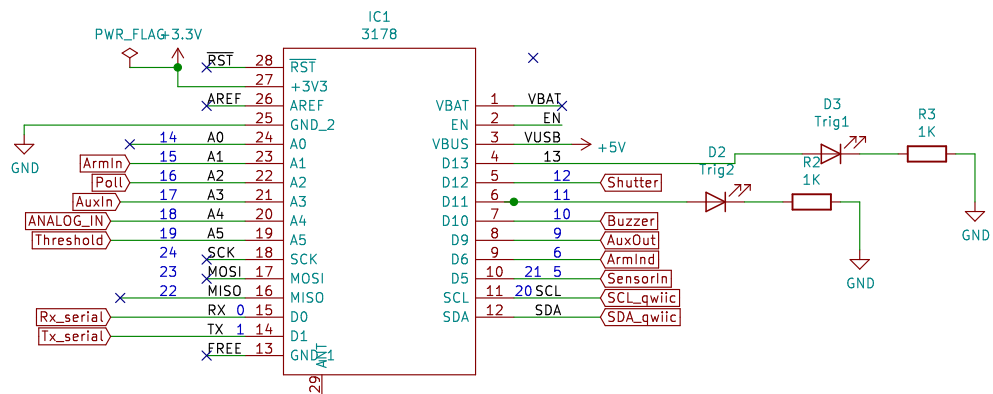 IC1
3178
PWR_FLAG
+3.3V
RST 28 RST
27 +3V3
AREF 26 AREF
25 GND_2
GND
14 A0 24 A0
ArmIn 15 A1 23 A1
Poll 16 A2 22 A2
AuxIn 17 A3 21 A3
ANALOG_IN 18 A4 20 A4
Threshold 19 A5 19 A5
24 SCK 18 SCK
23 MOSI 17 MOSI
22 MISO 16 MISO
Rx_serial RX 0 15 D0
Tx_serial TX 1 14 D1
FREE 13 GND_1
ANT
29
VBAT 1 VBAT
EN 2 EN
VBUS 3 VUSB +5V
D13 4 13
D12 5 12 Shutter
D11 6 11
D10 7 10 Buzzer
D9 8 9 AuxOut
D6 9 6 ArmInd
D5 10 21 5 SensorIn
SCL 11 20 SCL SCL_qwiic
SDA 12 SDA SDA_qwiic
D3
Trig1
R3
1K
GND
D2
Trig2
R2
1K
GND